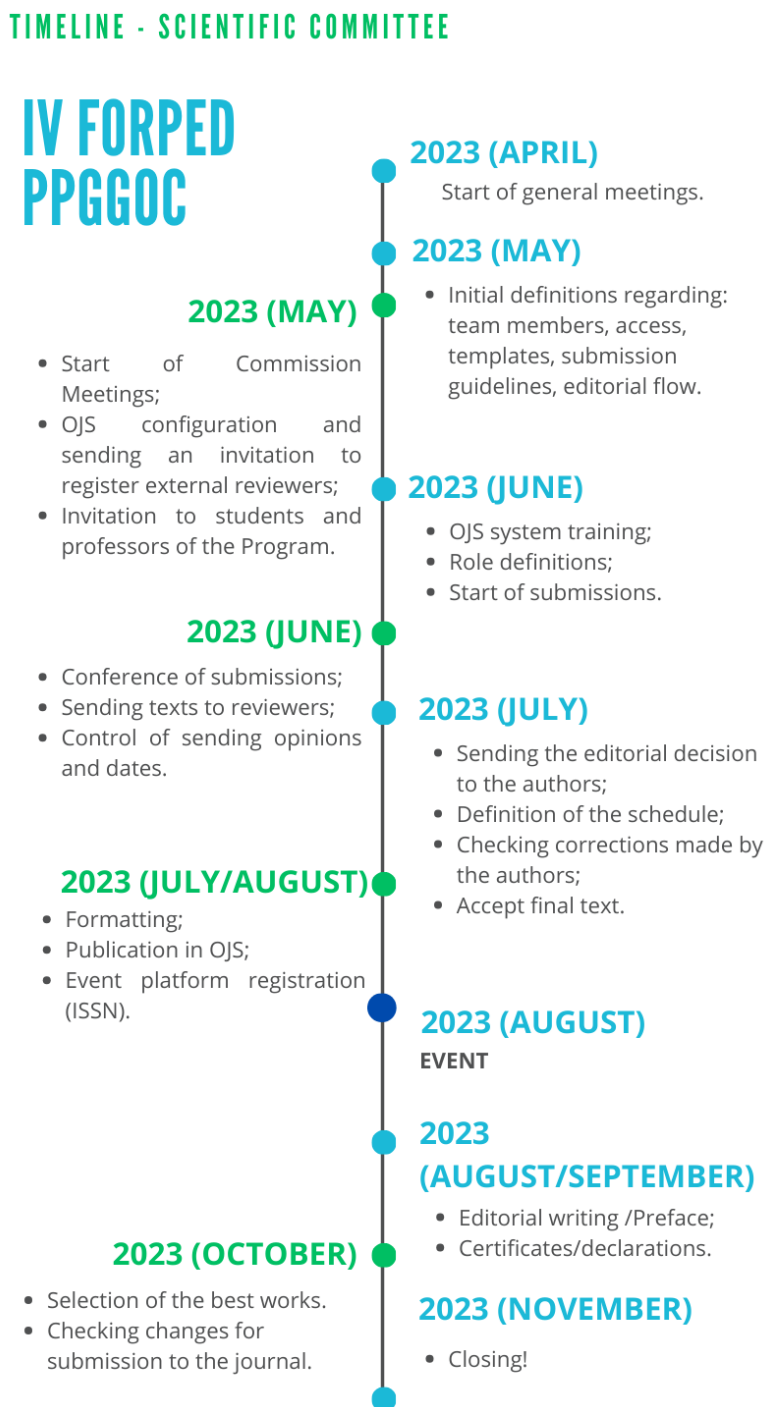 TIMELINE - SCIENTIFIC COMMITTEE
IV FORPED
PPGGOC
2023 (APRIL)
Start of general meetings.
2023 (MAY)
• Initial definitions regarding:
team members, access,
templates, submission
guidelines, editorial flow.
2023 (MAY)
• Start of Commission
Meetings;
• OJS configuration and
sending an invitation to
register external reviewers;
• Invitation to students and
professors of the Program.
2023 (JUNE)
• OJS system training;
• Role definitions;
• Start of submissions.
2023 (JUNE)
• Conference of submissions;
• Sending texts to reviewers;
• Control of sending opinions
and dates.
2023 (JULY)
• Sending the editorial decision
to the authors;
• Definition of the schedule;
• Checking corrections made by
the authors;
• Accept final text.
2023 (JULY/AUGUST)
• Formatting;
• Publication in OJS;
• Event platform registration
(ISSN).
2023 (AUGUST)
EVENT
2023
(AUGUST/SEPTEMBER)
• Editorial writing /Preface;
• Certificates/declarations.
2023 (OCTOBER)
• Selection of the best works.
• Checking changes for
submission to the journal.
2023 (NOVEMBER)
• Closing!